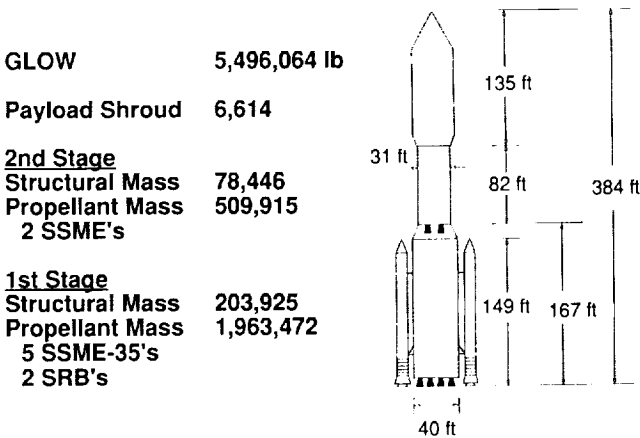 GLOW 5,496,064 lb
Payload Shroud 6,614
2nd Stage
Structural Mass 78,446
Propellant Mass 509,915
2 SSME's
1st Stage
Structural Mass 203,925
Propellant Mass 1,963,472
5 SSME-35's
2 SRB's
135 ft
31 ft
82 ft
384 ft
149 ft
167 ft
40 ft